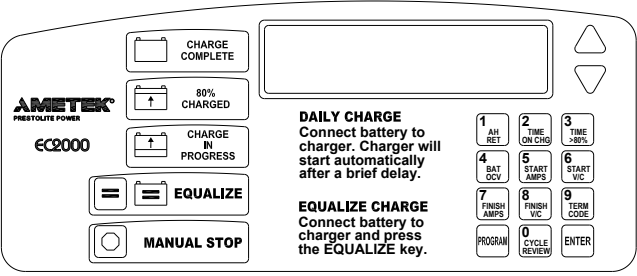 CHARGE
COMPLETE
80%
CHARGED
CHARGE
IN
PROGRESS
EQUALIZE
MANUAL STOP
AMETEK®
PRESTOLITE POWER
EC2000
DAILY CHARGE
Connect battery to
charger. Charger will
start automatically
after a brief delay.
EQUALIZE CHARGE
Connect battery to
charger and press
the EQUALIZE key.
1
AH
RET
2
TIME
ON CHG
3
TIME
>80%
4
BAT
OCV
5
START
AMPS
6
START
V/C
7
FINISH
AMPS
8
FINISH
V/C
9
TERM
CODE
PROGRAM
0
CYCLE
REVIEW
ENTER